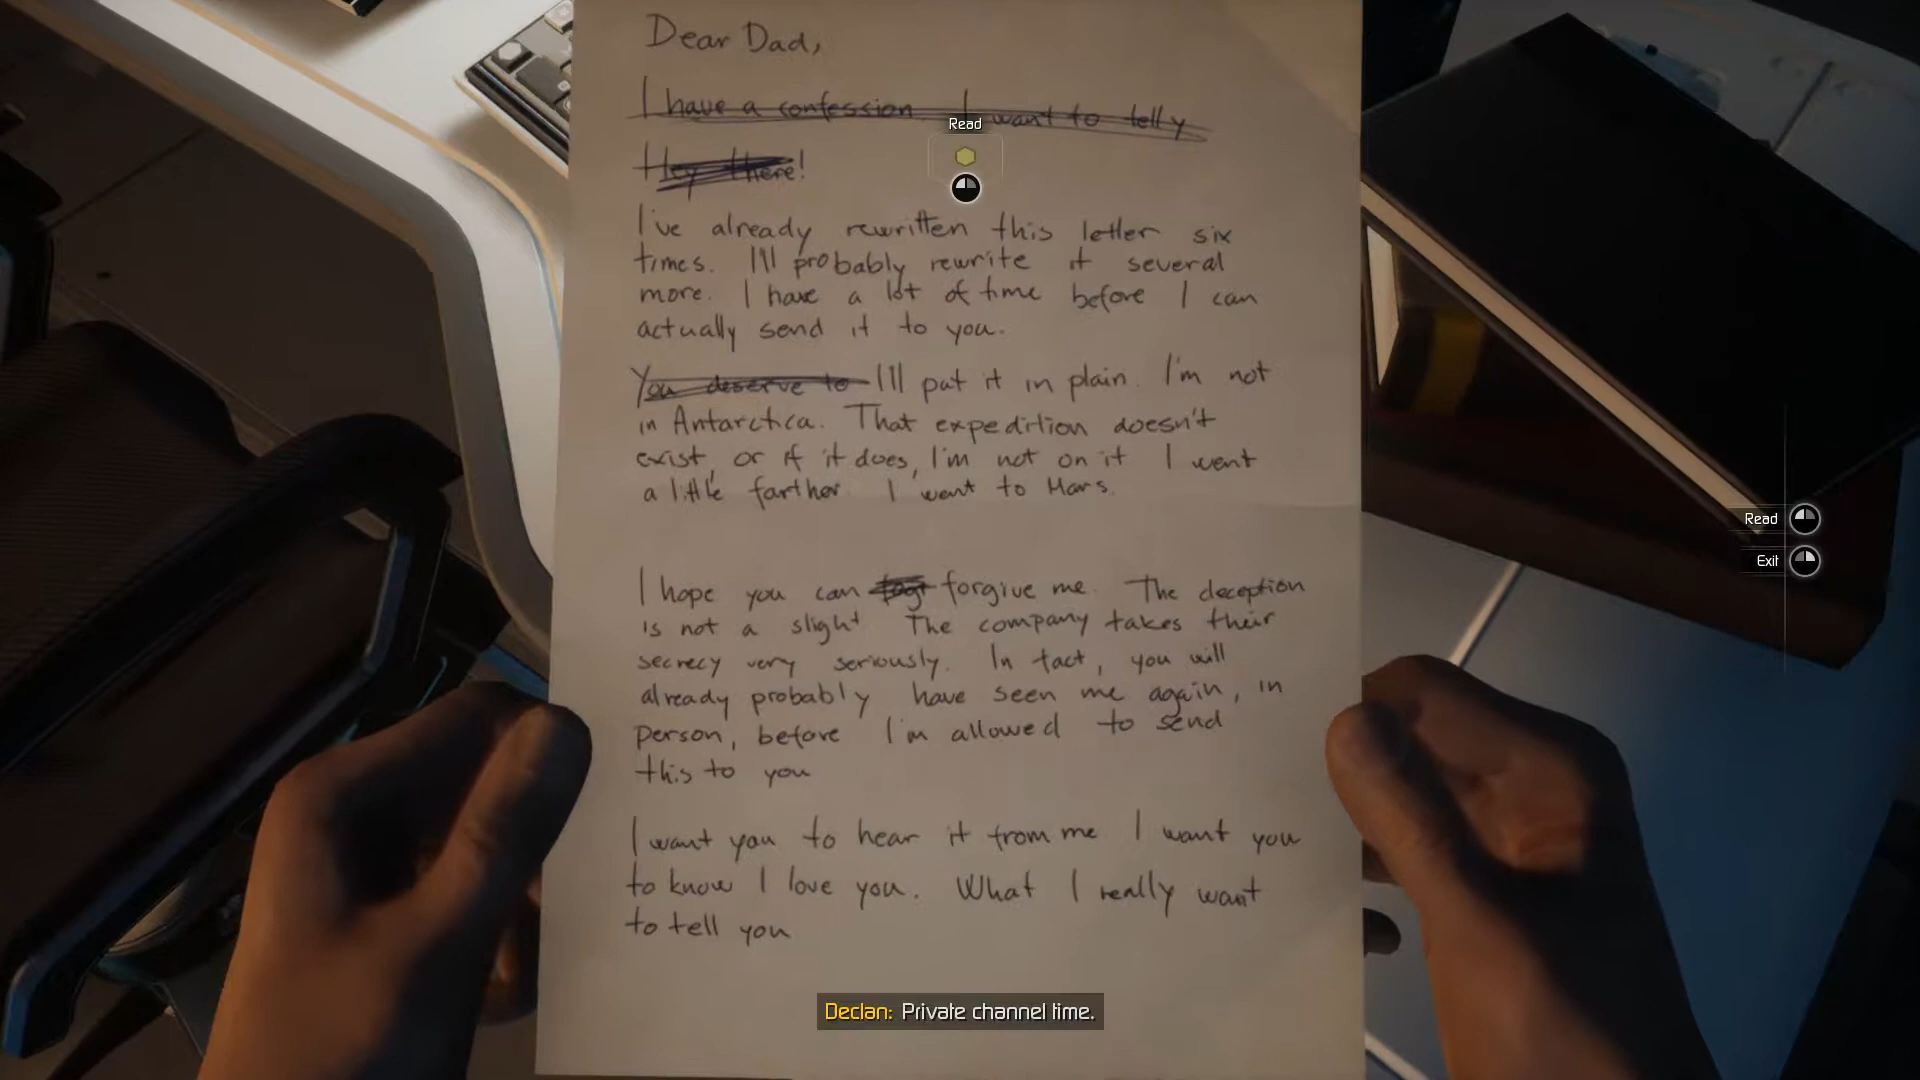 Dear Dad,
I have a confession I want to tell y
Read
Hey there!
I've already rewritten this letter six
times. I'll probably rewrite it several
more. I have a lot of time before I can
actually send it to you.
You deserve to I'll put it in plain. I'm not
in Antarctica. That expedition doesn't
exist, or if it does, I'm not on it I went
a little farther. I went to Mars.
Read
Exit
I hope you can forgive me. The deception
is not a slight The company takes their
secrecy very seriously. In fact, you will
already probably have seen me again, in
person, before I'm allowed to send
this to you
I want you to hear it from me I want you
to know I love you. What I really want
to tell you
Declan: Private channel time.